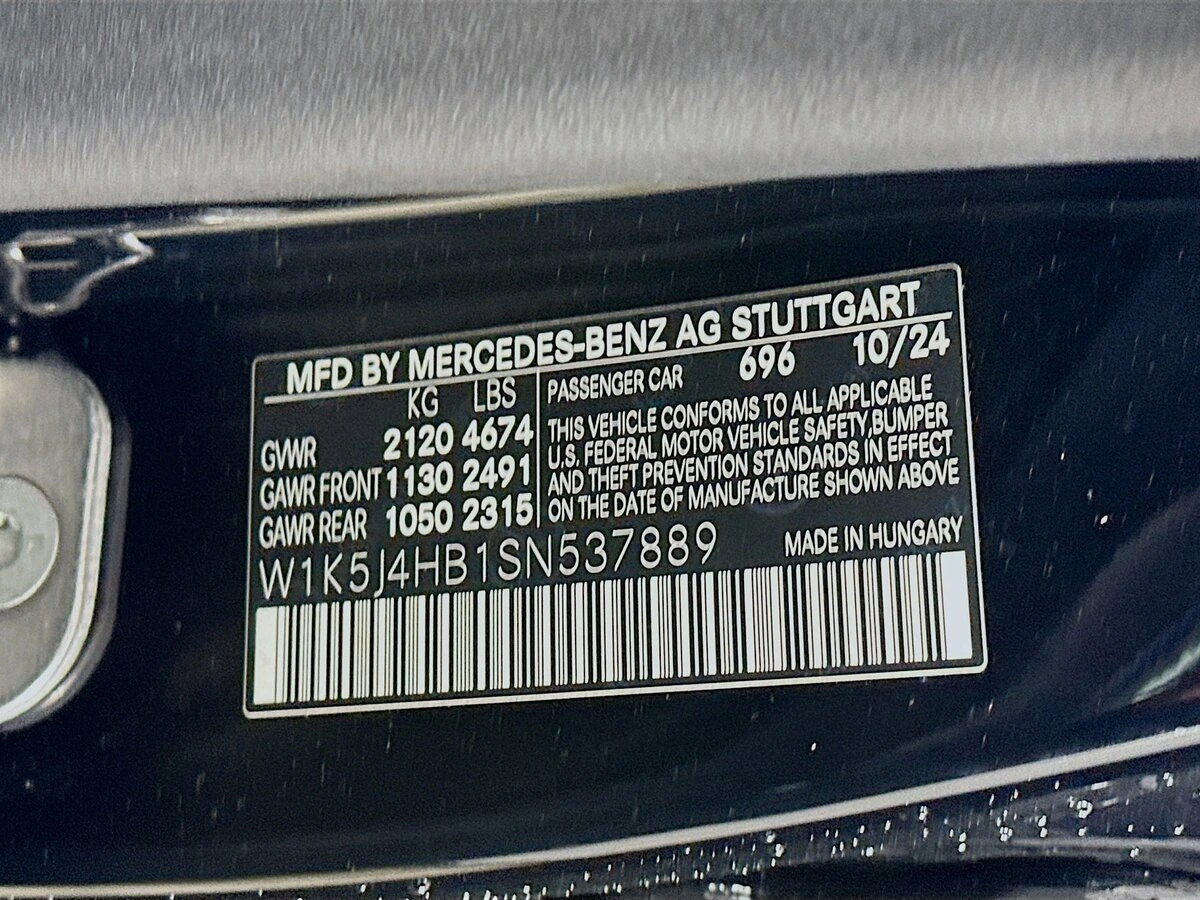 MFD BY MERCEDES-BENZ AG STUTTGART
KG LBS
GVWR 2120 4674
GAWR FRONT 1130 2491
GAWR REAR 1050 2315
PASSENGER CAR 696 10/24
THIS VEHICLE CONFORMS TO ALL APPLICABLE
U.S. FEDERAL MOTOR VEHICLE SAFETY,BUMPER
AND THEFT PREVENTION STANDARDS IN EFFECT
ON THE DATE OF MANUFACTURE SHOWN ABOVE
W1K5J4HB1SN537889 MADE IN HUNGARY